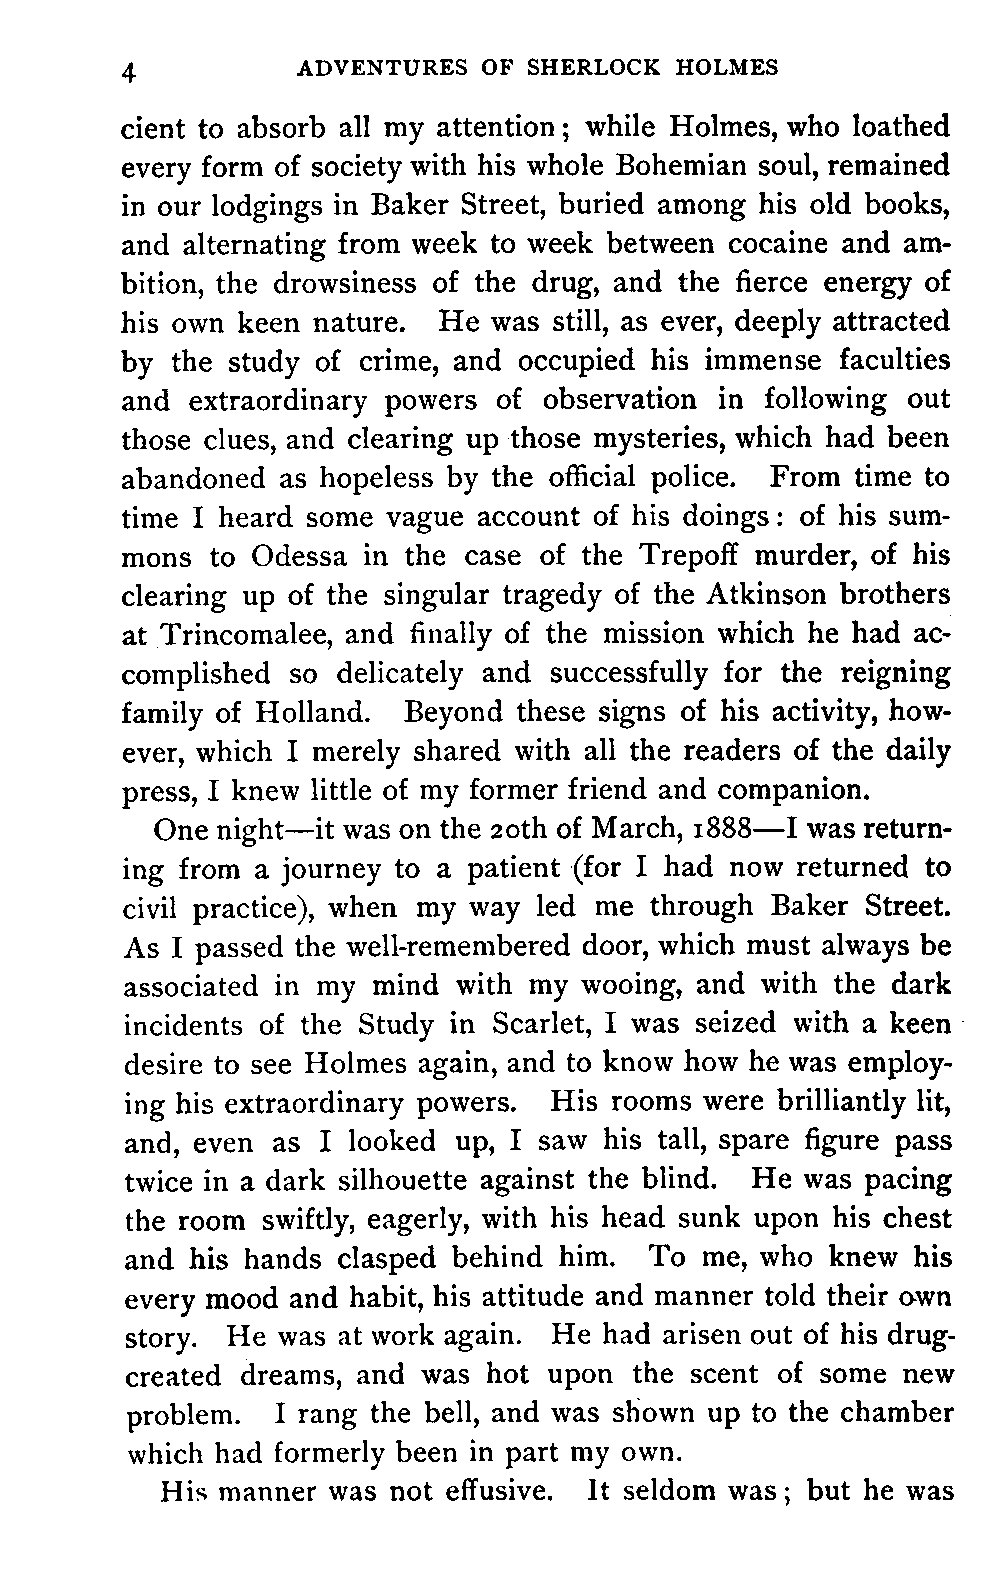 4 ADVENTURES OF SHERLOCK HOLMES
cient to absorb all my attention; while Holmes, who loathed
every form of society with his whole Bohemian soul, remained
in our lodgings in Baker Street, buried among his old books,
and alternating from week to week between cocaine and am-
bition, the drowsiness of the drug, and the fierce energy of
his own keen nature. He was still, as ever, deeply attracted
by the study of crime, and occupied his immense faculties
and extraordinary powers of observation in following out
those clues, and clearing up those mysteries, which had been
abandoned as hopeless by the official police. From time to
time I heard some vague account of his doings: of his sum-
mons to Odessa in the case of the Trepoff murder, of his
clearing up of the singular tragedy of the Atkinson brothers
at Trincomalee, and finally of the mission which he had ac-
complished so delicately and successfully for the reigning
family of Holland. Beyond these signs of his activity, how-
ever, which I merely shared with all the readers of the daily
press, I knew little of my former friend and companion.
One night—it was on the 20th of March, 1888—I was return-
ing from a journey to a patient (for I had now returned to
civil practice), when my way led me through Baker Street.
As I passed the well-remembered door, which must always be
associated in my mind with my wooing, and with the dark
incidents of the Study in Scarlet, I was seized with a keen
desire to see Holmes again, and to know how he was employ-
ing his extraordinary powers. His rooms were brilliantly lit,
and, even as I looked up, I saw his tall, spare figure pass
twice in a dark silhouette against the blind. He was pacing
the room swiftly, eagerly, with his head sunk upon his chest
and his hands clasped behind him. To me, who knew his
every mood and habit, his attitude and manner told their own
story. He was at work again. He had arisen out of his drug-
created dreams, and was hot upon the scent of some new
problem. I rang the bell, and was shown up to the chamber
which had formerly been in part my own.
His manner was not effusive. It seldom was; but he was